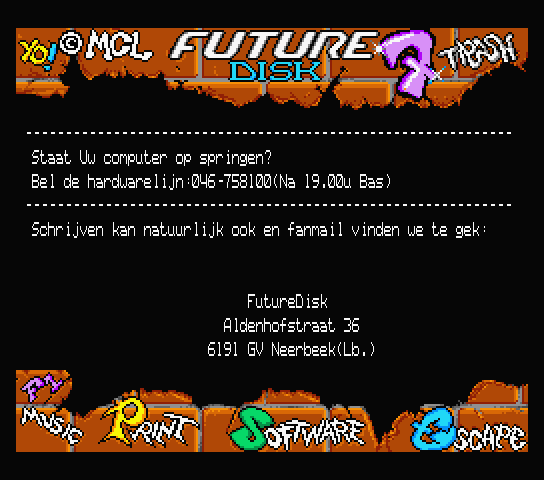 YO! © MCL FUTURE DISK 7 TRASH
Staat Uw computer op springen?
Bel de hardwarelijn:046-758100(Na 19.00u Bas)
Schrijven kan natuurlijk ook en fanmail vinden we te gek:
FutureDisk
Aldenhofstraat 36
6191 GV Neerbeek(Lb.)
MUSIC PRINT SOFTWARE ESCAPE